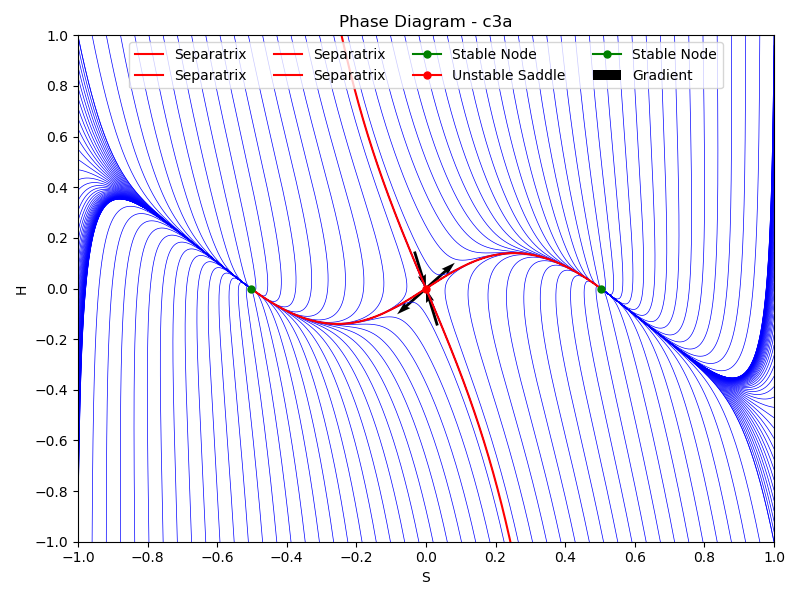 Phase Diagram - c3a
Separatrix Separatrix Stable Node Stable Node
Separatrix Separatrix Unstable Saddle Gradient
1.0
0.8
0.6
0.4
0.2
0.0
−0.2
−0.4
−0.6
−0.8
−1.0
H
−1.0 −0.8 −0.6 −0.4 −0.2 0.0 0.2 0.4 0.6 0.8 1.0
S